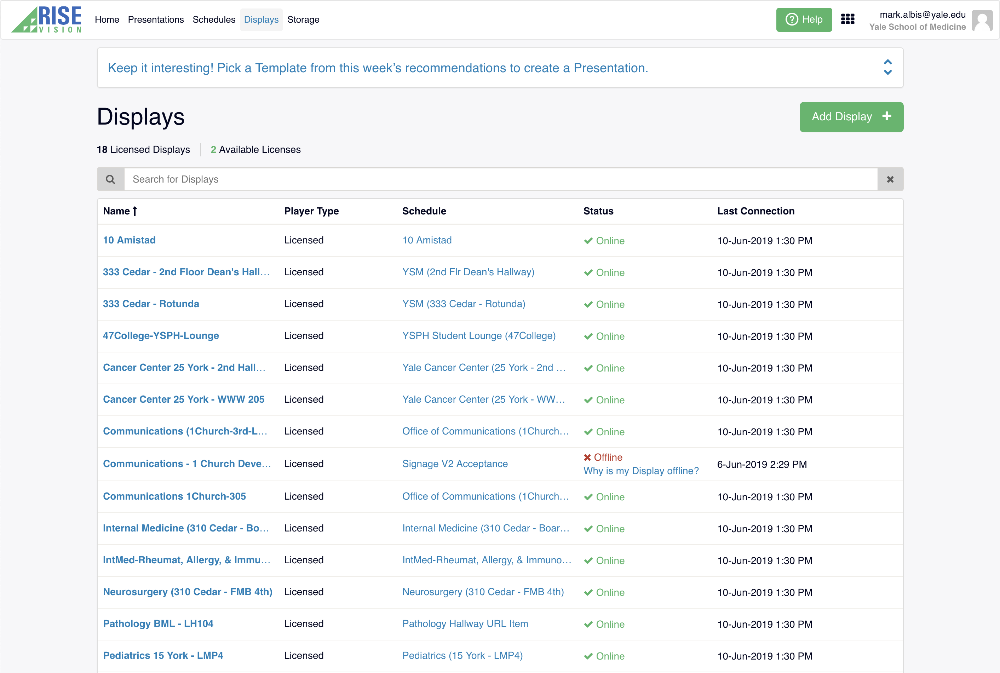 RISE VISION Home Presentations Schedules Displays Storage Help mark.albis@yale.edu
Yale School of Medicine
Keep it interesting! Pick a Template from this week’s recommendations to create a Presentation.
Displays Add Display
18 Licensed Displays 2 Available Licenses
Search for Displays
Name Player Type Schedule Status Last Connection
10 Amistad Licensed 10 Amistad Online 10-Jun-2019 1:30 PM
333 Cedar - 2nd Floor Dean's Hall... Licensed YSM (2nd Flr Dean's Hallway) Online 10-Jun-2019 1:30 PM
333 Cedar - Rotunda Licensed YSM (333 Cedar - Rotunda) Online 10-Jun-2019 1:30 PM
47College-YSPH-Lounge Licensed YSPH Student Lounge (47College) Online 10-Jun-2019 1:30 PM
Cancer Center 25 York - 2nd Hall... Licensed Yale Cancer Center (25 York - 2nd ... Online 10-Jun-2019 1:30 PM
Cancer Center 25 York - WWW 205 Licensed Yale Cancer Center (25 York - WW... Online 10-Jun-2019 1:30 PM
Communications (1Church-3rd-L... Licensed Office of Communications (1Church... Online 10-Jun-2019 1:30 PM
Communications - 1 Church Deve... Licensed Signage V2 Acceptance Offline 6-Jun-2019 2:29 PM
Why is my Display offline?
Communications 1Church-305 Licensed Office of Communications (1Church... Online 10-Jun-2019 1:30 PM
Internal Medicine (310 Cedar - Bo... Licensed Internal Medicine (310 Cedar - Boar... Online 10-Jun-2019 1:30 PM
IntMed-Rheumat, Allergy, & Immu... Licensed IntMed-Rheumat, Allergy, & Immuno... Online 10-Jun-2019 1:30 PM
Neurosurgery (310 Cedar - FMB 4th) Licensed Neurosurgery (310 Cedar - FMB 4th) Online 10-Jun-2019 1:30 PM
Pathology BML - LH104 Licensed Pathology Hallway URL Item Online 10-Jun-2019 1:30 PM
Pediatrics 15 York - LMP4 Licensed Pediatrics (15 York - LMP4) Online 10-Jun-2019 1:30 PM